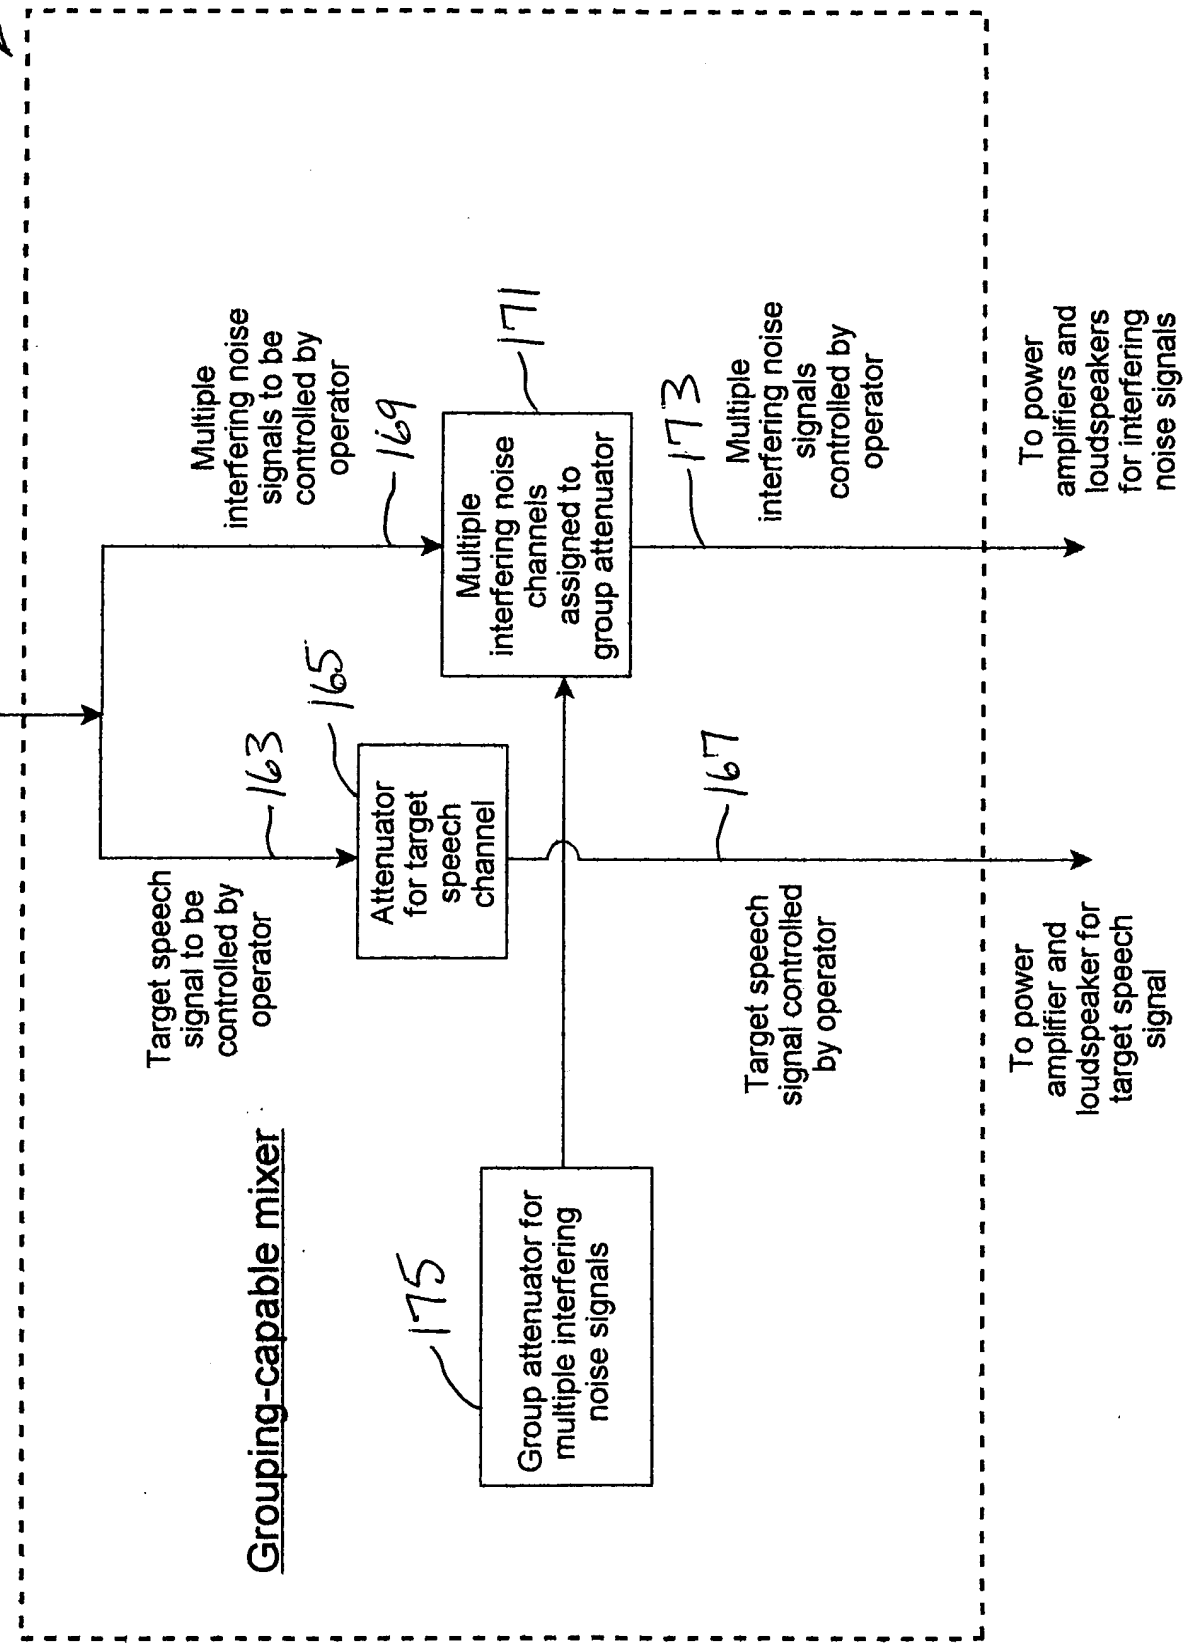 Grouping-capable mixer
Target speech
signal to be
controlled by
operator
163
Multiple
interfering noise
signals to be
controlled by
operator
169
165
Attenuator
for target
speech
channel
171
Multiple
interfering noise
channels
assigned to
group attenuator
175
Group attenuator for
multiple interfering
noise signals
Target speech
signal controlled
by operator
167
173
Multiple
interfering noise
signals
controlled by
operator
To power
amplifier and
loudspeaker for
target speech
signal
To power
amplifiers and
loudspeakers
for interfering
noise signals